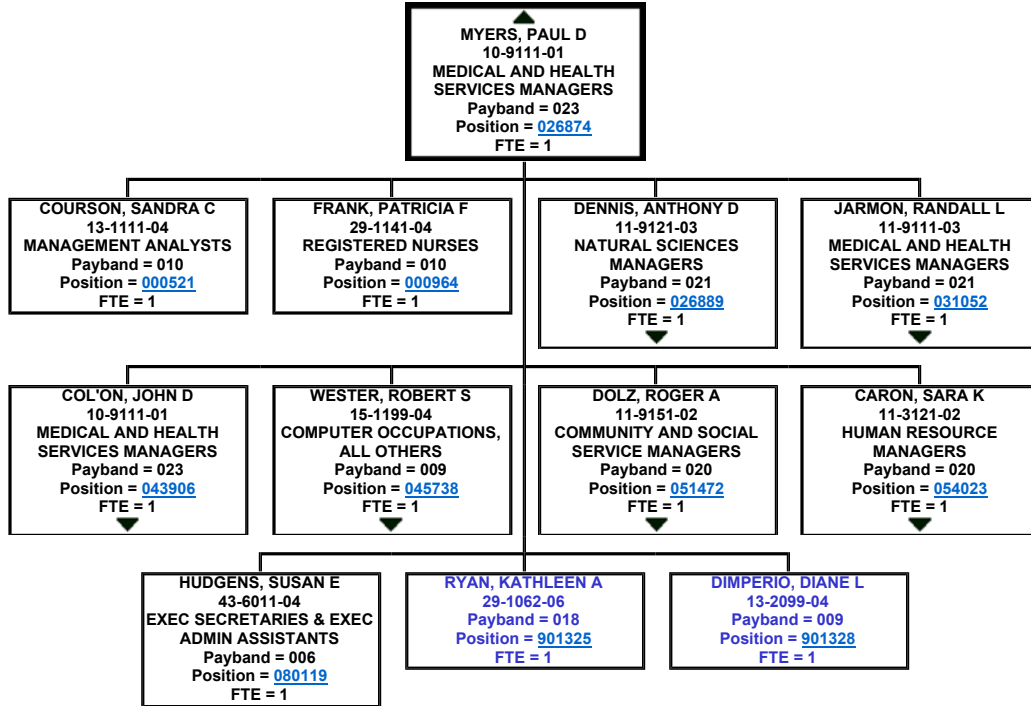 MYERS, PAUL D
10-9111-01
MEDICAL AND HEALTH
SERVICES MANAGERS
Payband = 023
Position = 026874
FTE = 1
COURSON, SANDRA C
13-1111-04
MANAGEMENT ANALYSTS
Payband = 010
Position = 000521
FTE = 1
FRANK, PATRICIA F
29-1141-04
REGISTERED NURSES
Payband = 010
Position = 000964
FTE = 1
DENNIS, ANTHONY D
11-9121-03
NATURAL SCIENCES
MANAGERS
Payband = 021
Position = 026889
FTE = 1
JARMON, RANDALL L
11-9111-03
MEDICAL AND HEALTH
SERVICES MANAGERS
Payband = 021
Position = 031052
FTE = 1
COL'ON, JOHN D
10-9111-01
MEDICAL AND HEALTH
SERVICES MANAGERS
Payband = 023
Position = 043906
FTE = 1
WESTER, ROBERT S
15-1199-04
COMPUTER OCCUPATIONS,
ALL OTHERS
Payband = 009
Position = 045738
FTE = 1
DOLZ, ROGER A
11-9151-02
COMMUNITY AND SOCIAL
SERVICE MANAGERS
Payband = 020
Position = 051472
FTE = 1
CARON, SARA K
11-3121-02
HUMAN RESOURCE
MANAGERS
Payband = 020
Position = 054023
FTE = 1
HUDGENS, SUSAN E
43-6011-04
EXEC SECRETARIES & EXEC
ADMIN ASSISTANTS
Payband = 006
Position = 080119
FTE = 1
RYAN, KATHLEEN A
29-1062-06
Payband = 018
Position = 901325
FTE = 1
DIMPERIO, DIANE L
13-2099-04
Payband = 009
Position = 901328
FTE = 1